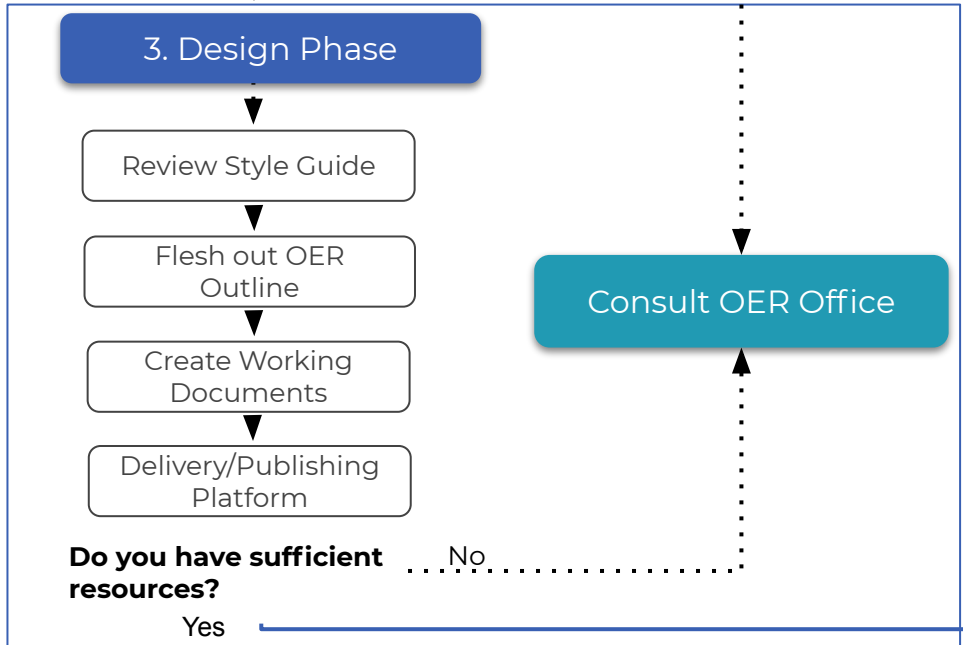 3. Design Phase
Review Style Guide
Flesh out OER
Outline
Consult OER Office
Create Working
Documents
Delivery/Publishing
Platform
Do you have sufficient
resources?
No
Yes